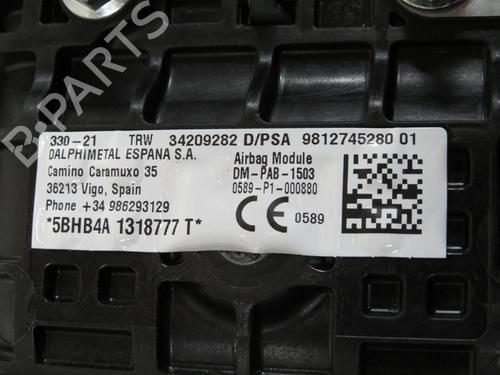 330-21 TRW 34209282 D/PSA 9812745280 01
DALPHIMETAL ESPANA S.A.
Camino Caramuxo 35
36213 Vigo, Spain
Phone +34 986293129
*5BHB4A 1318777 T*
Airbag Module
DM-PAB-1503
0589-P1-000880
CE 0589
B-PARTS